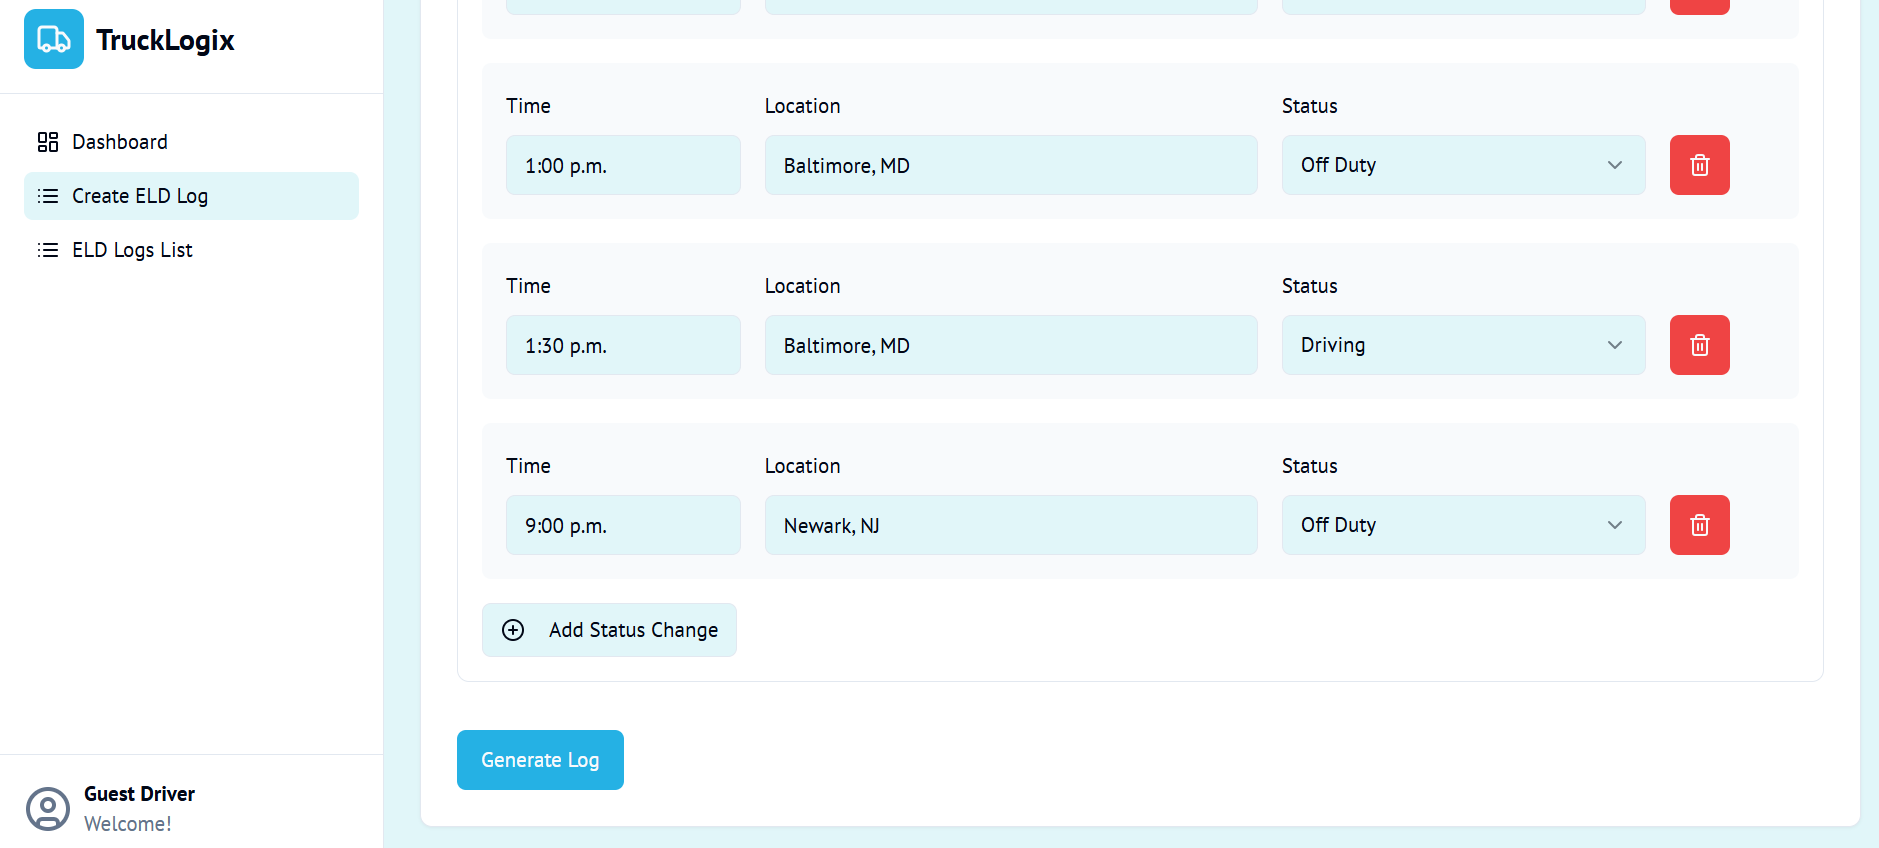 TruckLogix
Dashboard
Create ELD Log
ELD Logs List
Guest Driver
Welcome!
Time Location Status
1:00 p.m. Baltimore, MD Off Duty
Time Location Status
1:30 p.m. Baltimore, MD Driving
Time Location Status
9:00 p.m. Newark, NJ Off Duty
Add Status Change
Generate Log